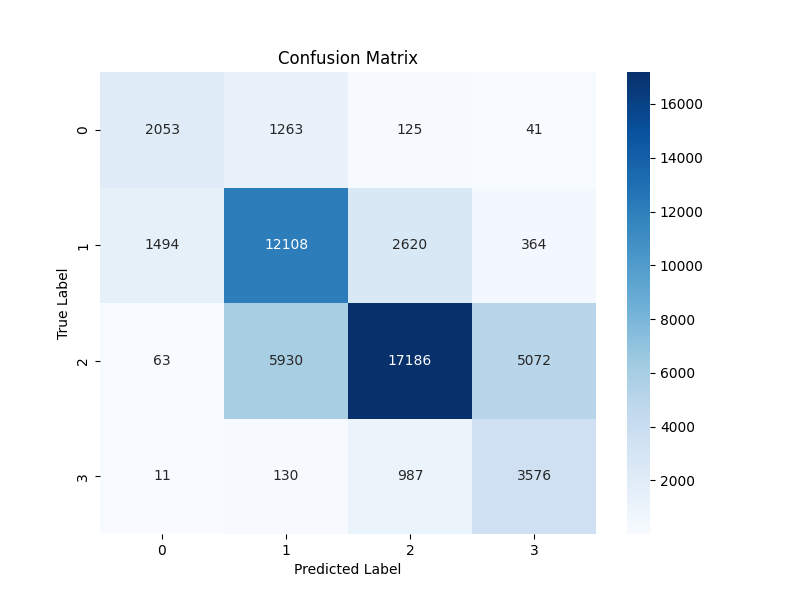 Confusion Matrix
0 2053 1263 125 41
1 1494 12108 2620 364
2 63 5930 17186 5072
3 11 130 987 3576
0 1 2 3
True Label
Predicted Label
16000
14000
12000
10000
8000
6000
4000
2000